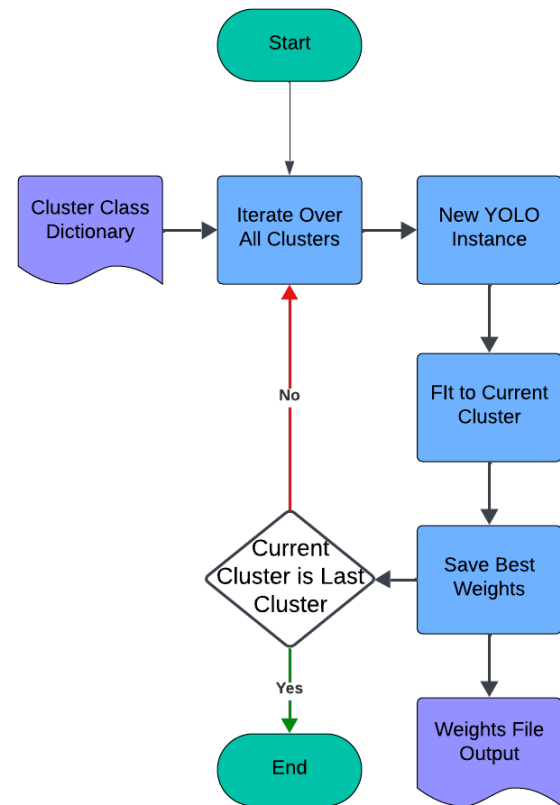 Start
Cluster Class
Dictionary
Iterate Over
All Clusters
New YOLO
Instance
FIt to Current
Cluster
No
Current
Cluster is Last
Cluster
Save Best
Weights
Yes
End
Weights File
Output